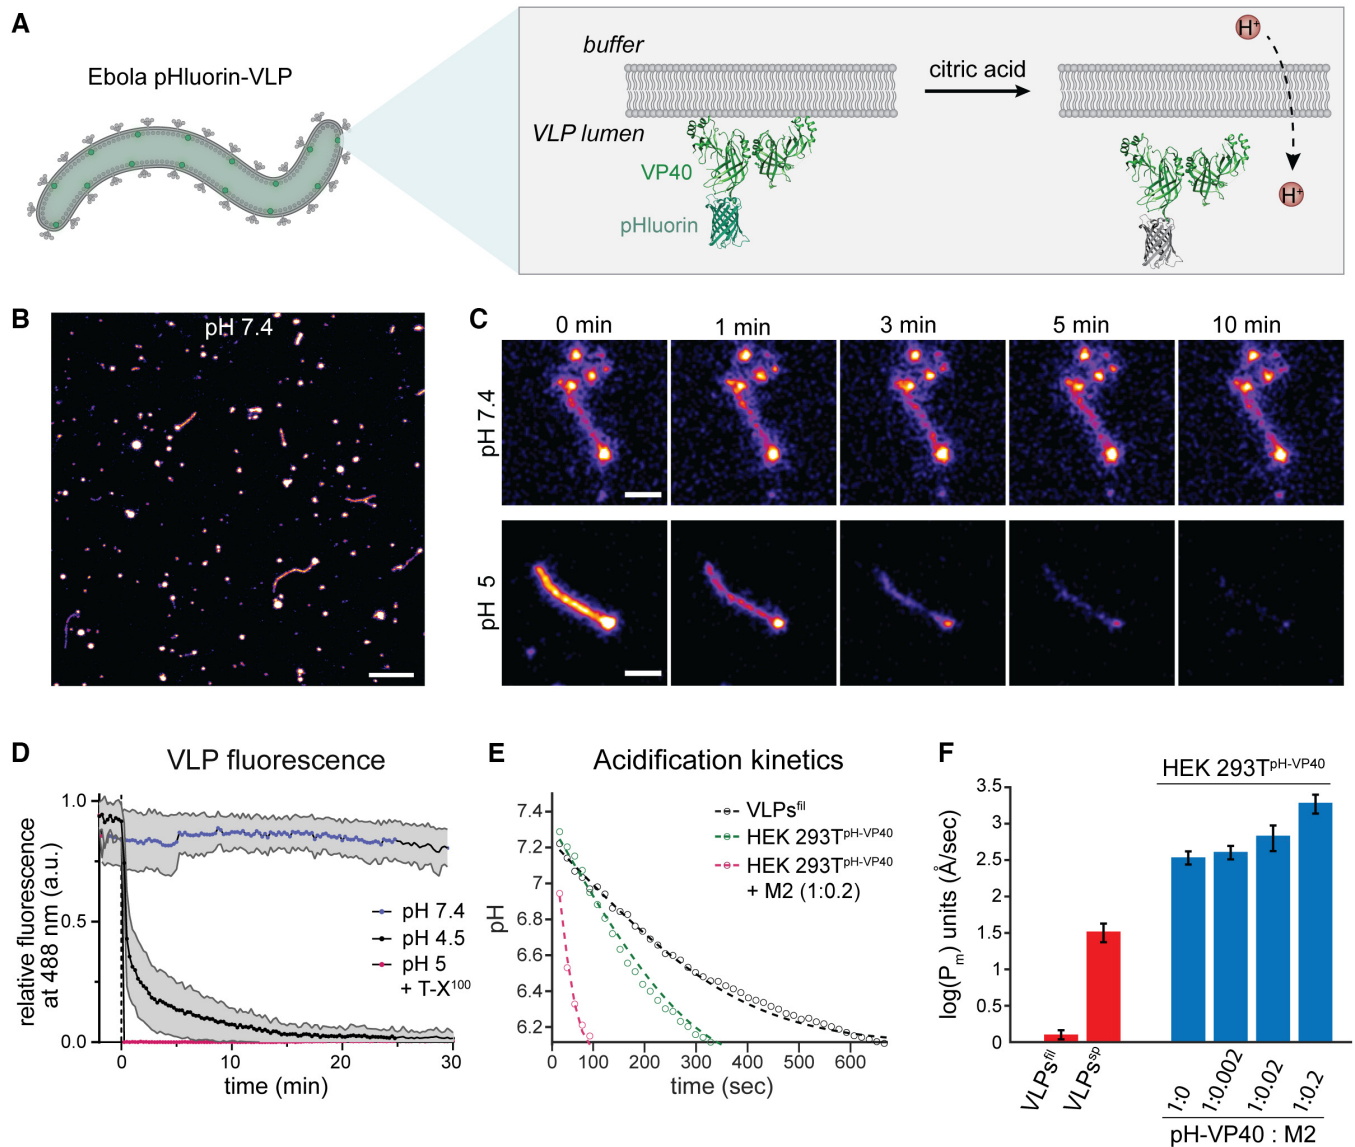 A
Ebola pHluorin-VLP
buffer
VLP lumen
VP40
pHluorin
citric acid
H+
H+
B
pH 7.4
C
0 min
1 min
3 min
5 min
10 min
pH 7.4
pH 5
D
VLP fluorescence
relative fluorescence
at 488 nm (a.u.)
1.0
0.5
0.0
0
10
20
30
time (min)
pH 7.4
pH 4.5
pH 5
+ T-X100
E
Acidification kinetics
pH
7.4
7.2
7
6.8
6.6
6.4
6.2
0
100
200
300
400
500
600
time (sec)
VLPsfil
HEK 293TpH-VP40
HEK 293TpH-VP40
+ M2 (1:0.2)
F
HEK 293TpH-VP40
log(Pm) units (Å/sec)
3.5
3
2.5
2
1.5
1
0.5
0
VLPsfil
VLPssp
1:0
1:0.002
1:0.02
1:0.2
pH-VP40 : M2